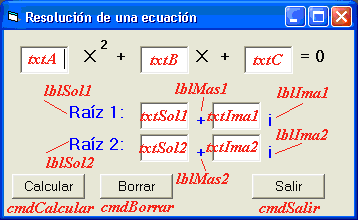 Resolución de una ecuación
txtA X² + txtB X + txtC = 0
lblSol1 lblMas1 lblIma1
Raíz 1: txtSol1 + txtIma1 i
Raíz 2: txtSol2 + txtIma2 i
lblIma2
lblSol2 lblMas2
Calcular Borrar Salir
cmdCalcular cmdBorrar cmdSalir